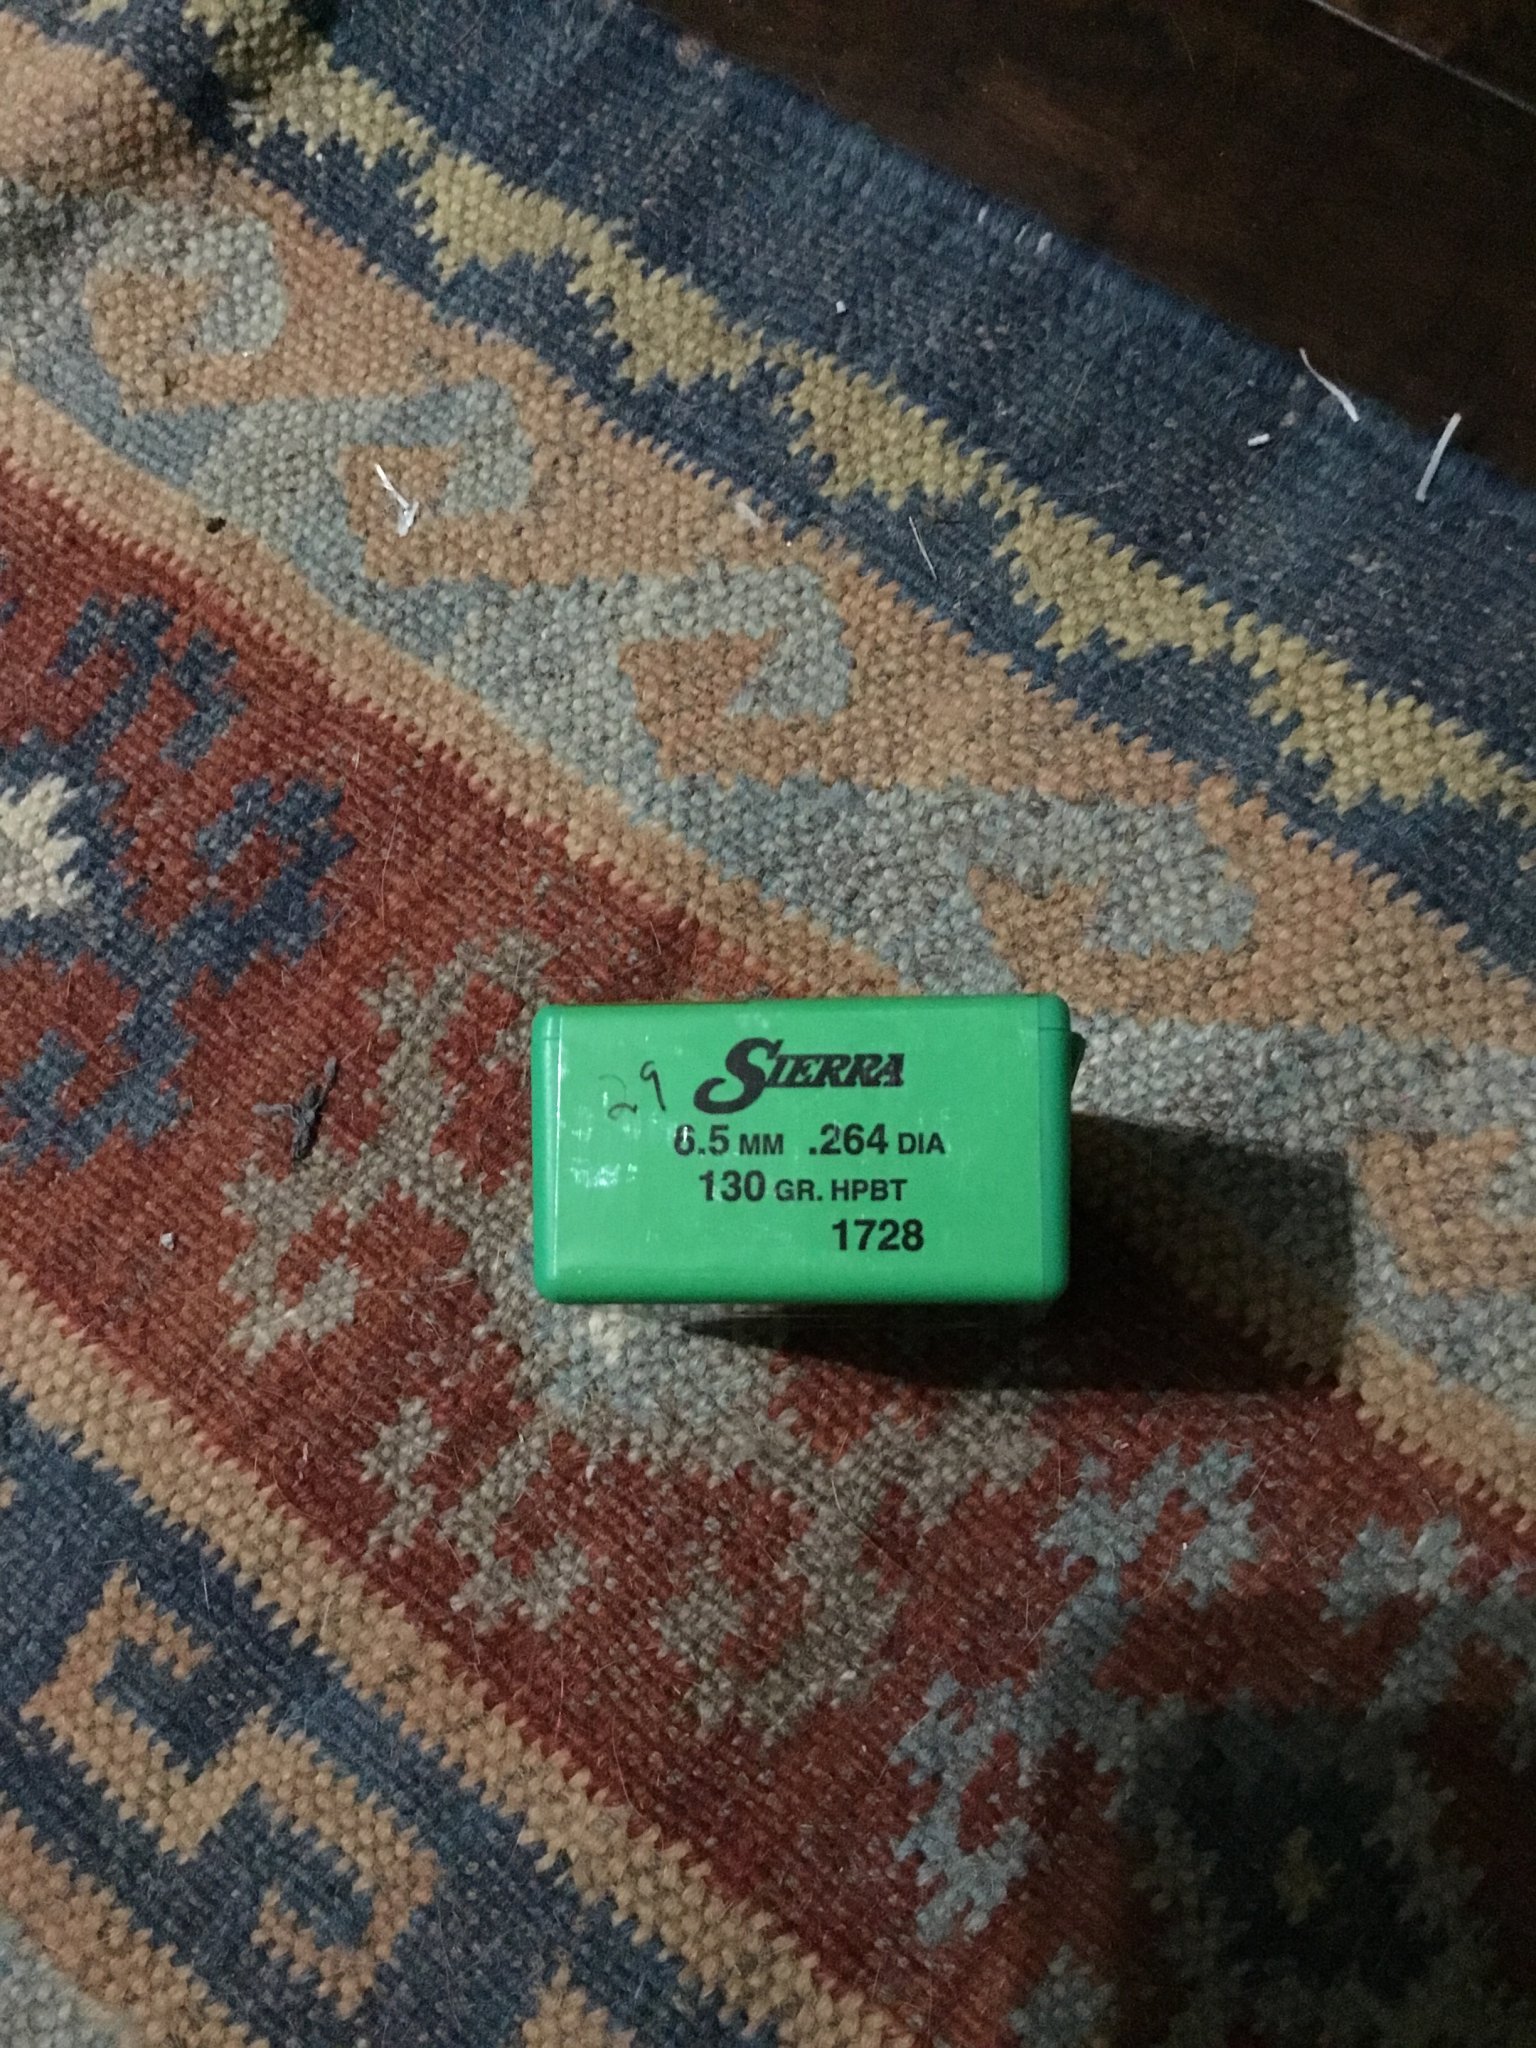 SIERRA
29
6.5 MM .264 DIA
130 GR. HPBT
1728